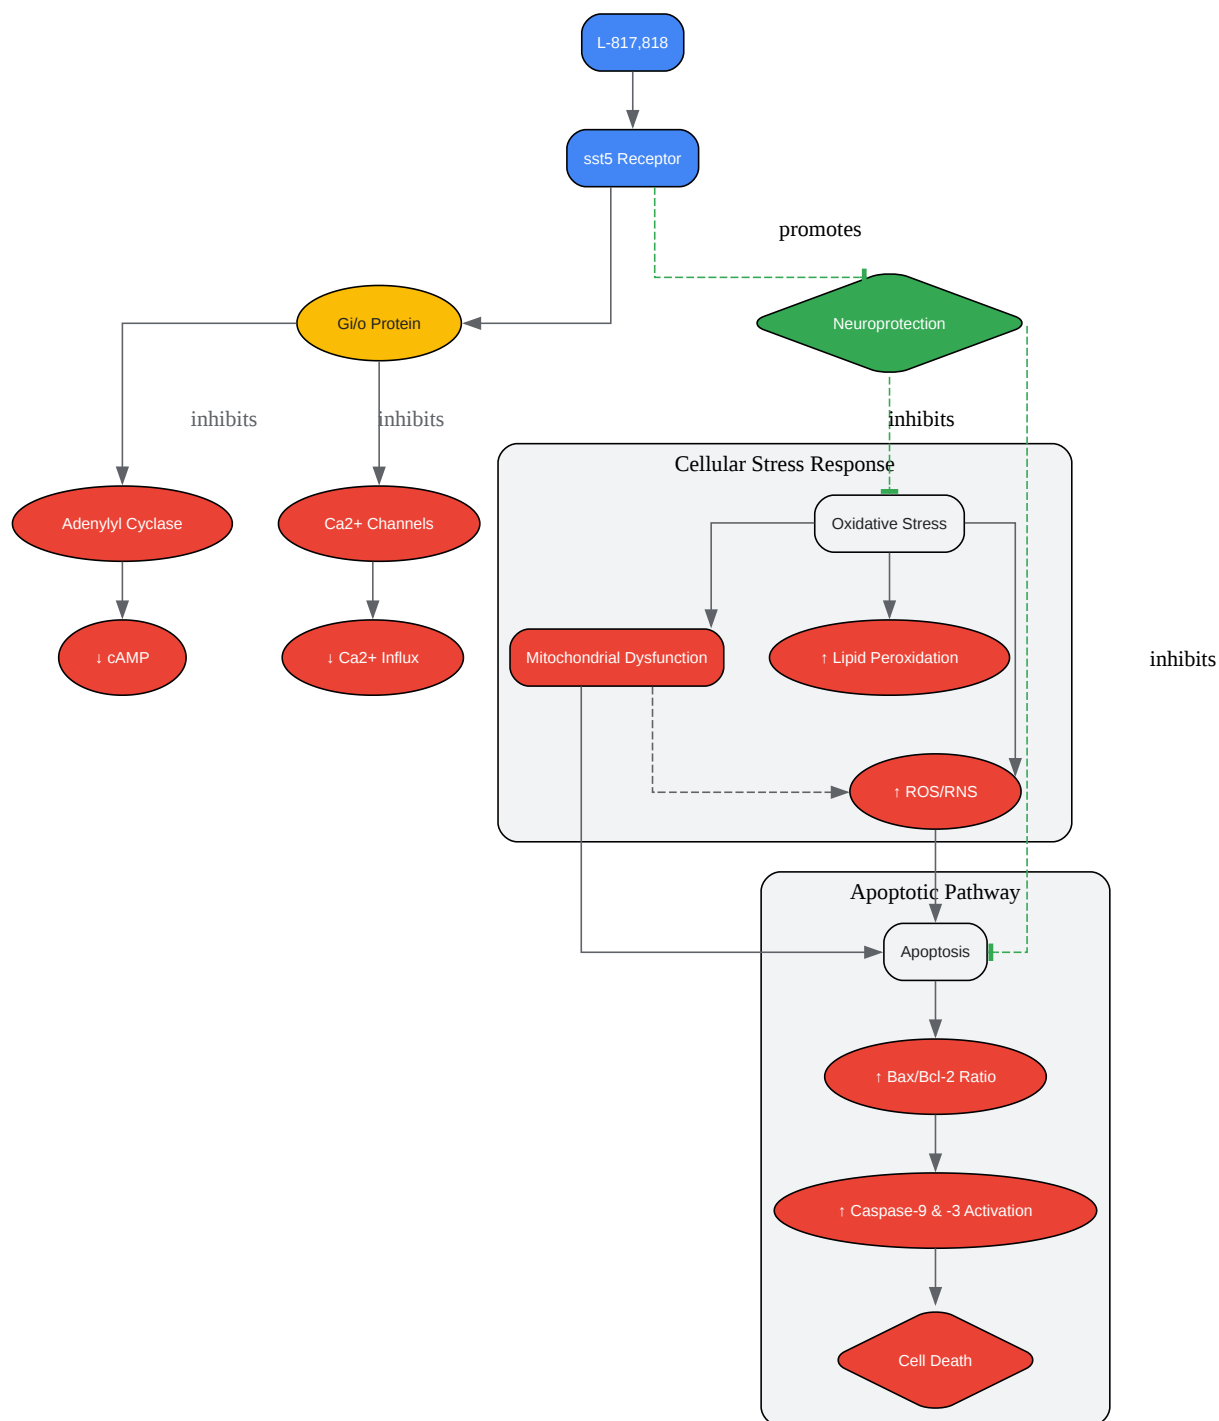 L-817,818
sst5 Receptor
promotes
Gi/o Protein
Neuroprotection
inhibits
inhibits
inhibits
Cellular Stress Response
Adenylyl Cyclase
Ca2+ Channels
Oxidative Stress
↓ cAMP
↓ Ca2+ Influx
Mitochondrial Dysfunction
↑ Lipid Peroxidation
inhibits
↑ ROS/RNS
Apoptotic Pathway
Apoptosis
↑ Bax/Bcl-2 Ratio
↑ Caspase-9 & -3 Activation
Cell Death